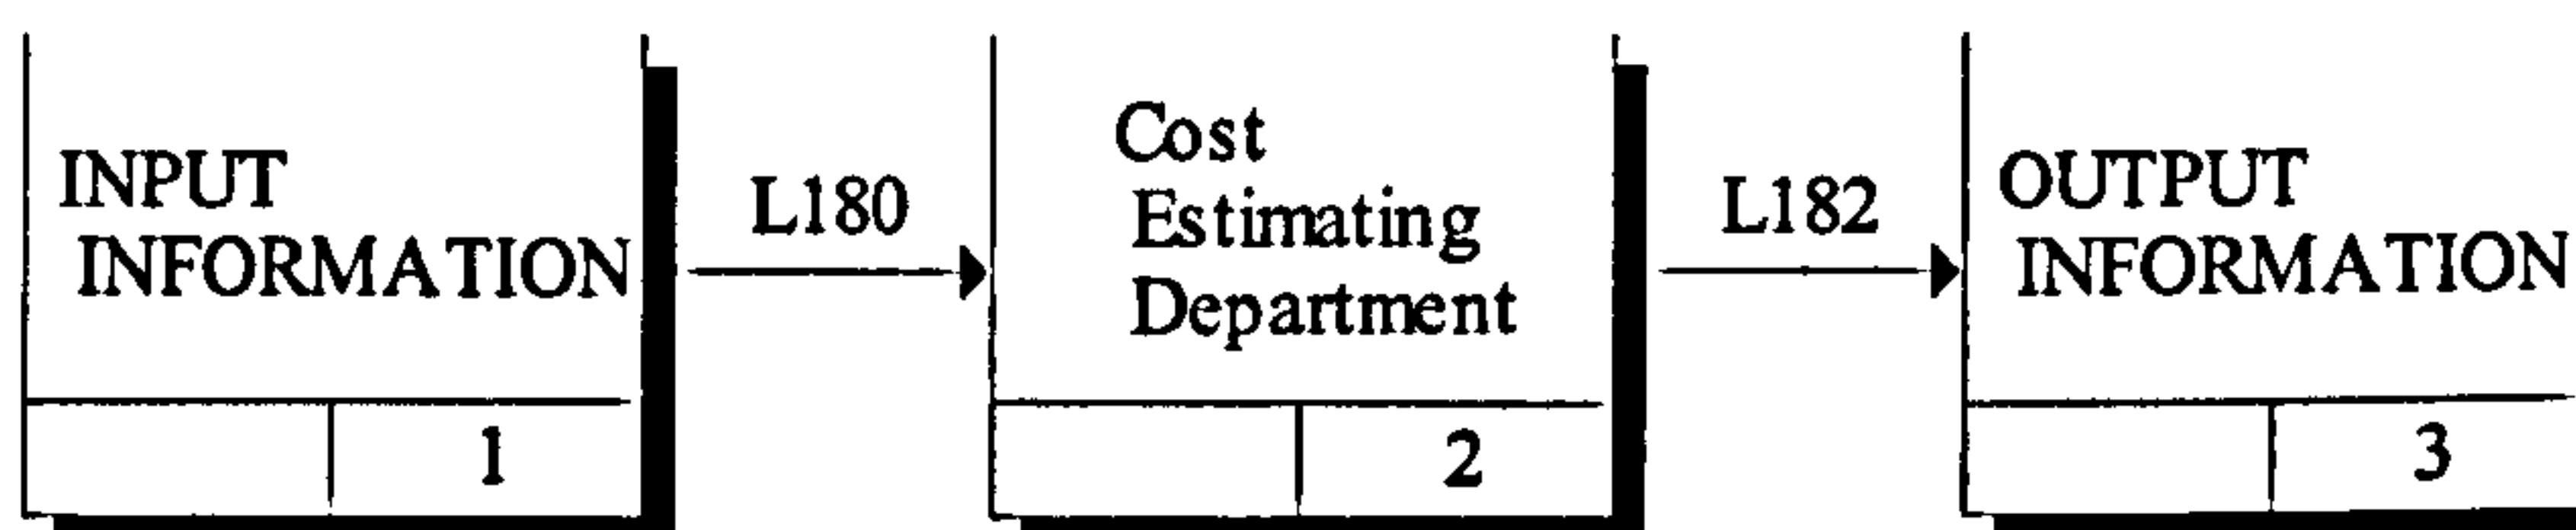 INPUT
INFORMATION
1
L180
Cost
Estimating
Department
2
L182
OUTPUT
INFORMATION
3